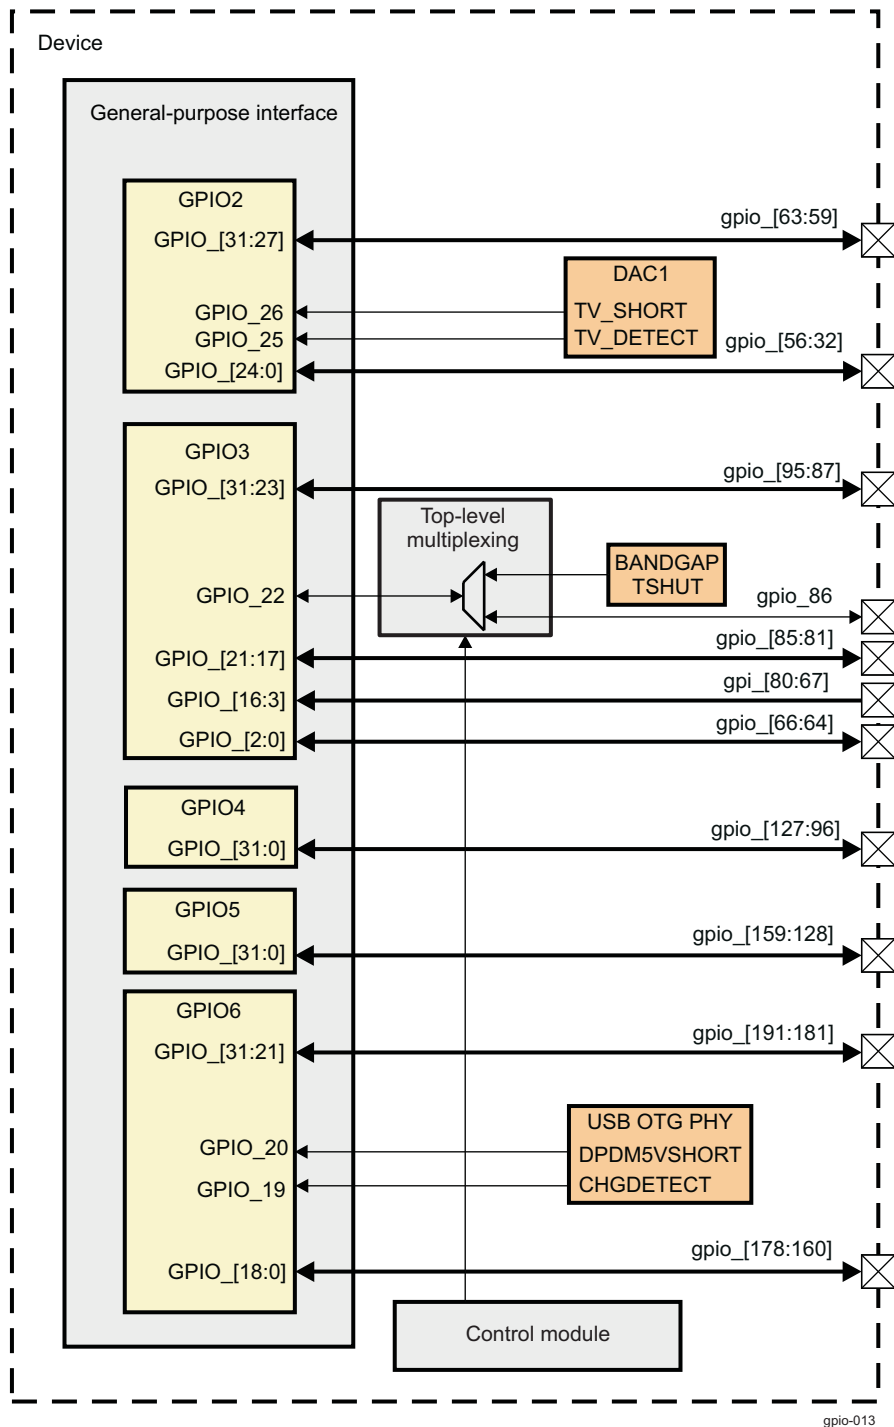 Device
General-purpose interface
GPIO2
gpio_[63:59]
GPIO_[31:27]
DAC1
GPIO_26
TV_SHORT
GPIO_25
TV_DETECT
gpio_[56:32]
GPIO_[24:0]
GPIO3
gpio_[95:87]
GPIO_[31:23]
Top-level
multiplexing
BANDGAP
TSHUT
GPIO_22
gpio_86
gpio_[85:81]
GPIO_[21:17]
gpi_[80:67]
GPIO_[16:3]
gpio_[66:64]
GPIO_[2:0]
GPIO4
gpio_[127:96]
GPIO_[31:0]
GPIO5
gpio_[159:128]
GPIO_[31:0]
GPIO6
gpio_[191:181]
GPIO_[31:21]
USB OTG PHY
GPIO_20
DPDM5VSHORT
GPIO_19
CHGDETECT
gpio_[178:160]
GPIO_[18:0]
Control module
gpio-013